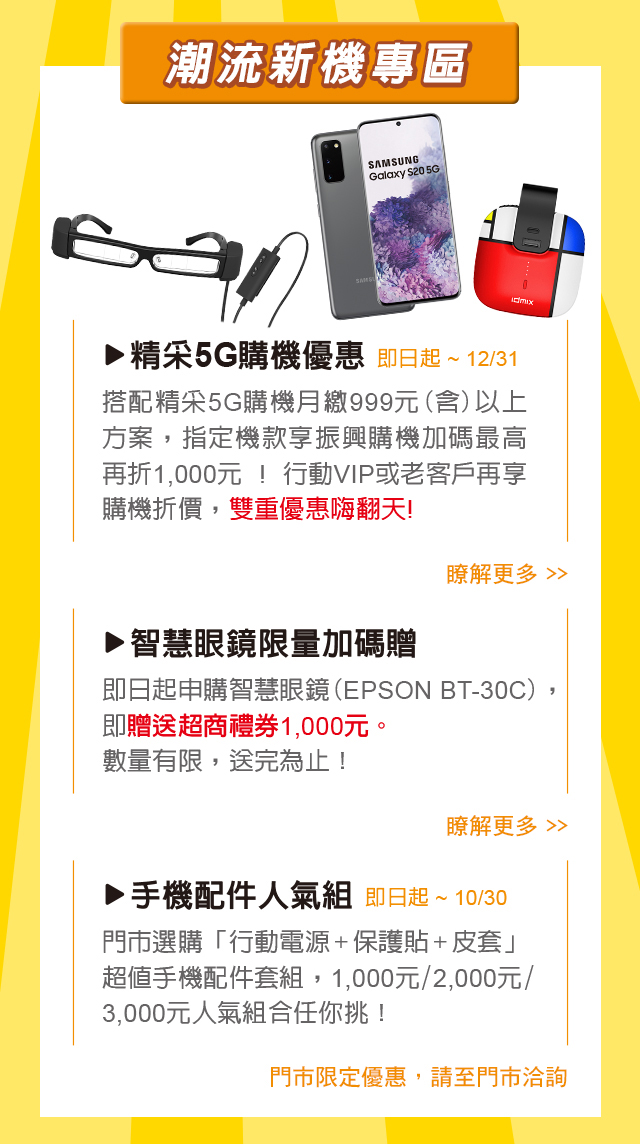 潮流新機專區
SAMSUNG
Galaxy S20 5G
idmix
▶精采5G購機優惠 即日起 ~ 12/31
搭配精采5G購機月繳999元(含)以上
方案，指定機款享振興購機加碼最高
再折1,000元 ! 行動VIP或老客戶再享
購機折價，雙重優惠嗨翻天!
瞭解更多 >>
▶智慧眼鏡限量加碼贈
即日起申購智慧眼鏡(EPSON BT-30C)，
即贈送超商禮券1,000元。
數量有限，送完為止！
瞭解更多 >>
▶手機配件人氣組 即日起 ~ 10/30
門市選購「行動電源+保護貼+皮套」
超值手機配件套組，1,000元/2,000元/
3,000元人氣組合任你挑！
門市限定優惠，請至門市洽詢